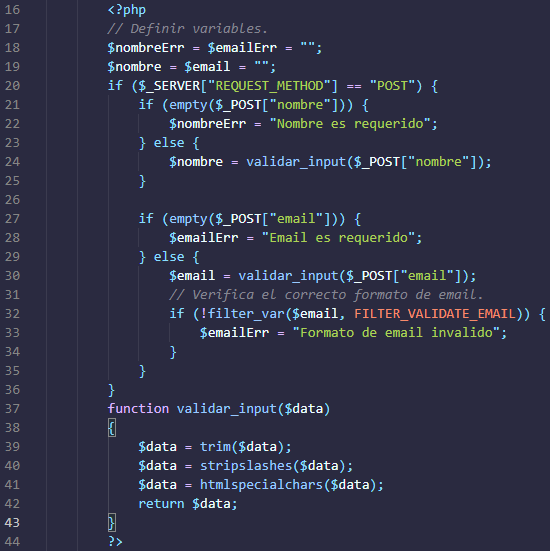 16 <?php
17 // Definir variables.
18 $nombreErr = $emailErr = "";
19 $nombre = $email = "";
20 if ($_SERVER["REQUEST_METHOD"] == "POST") {
21     if (empty($_POST["nombre"])) {
22         $nombreErr = "Nombre es requerido";
23     } else {
24         $nombre = validar_input($_POST["nombre"]);
25     }
26
27     if (empty($_POST["email"])) {
28         $emailErr = "Email es requerido";
29     } else {
30         $email = validar_input($_POST["email"]);
31         // Verifica el correcto formato de email.
32         if (!filter_var($email, FILTER_VALIDATE_EMAIL)) {
33             $emailErr = "Formato de email invalido";
34         }
35     }
36 }
37 function validar_input($data)
38 {
39     $data = trim($data);
40     $data = stripslashes($data);
41     $data = htmlspecialchars($data);
42     return $data;
43 }
44 ?>